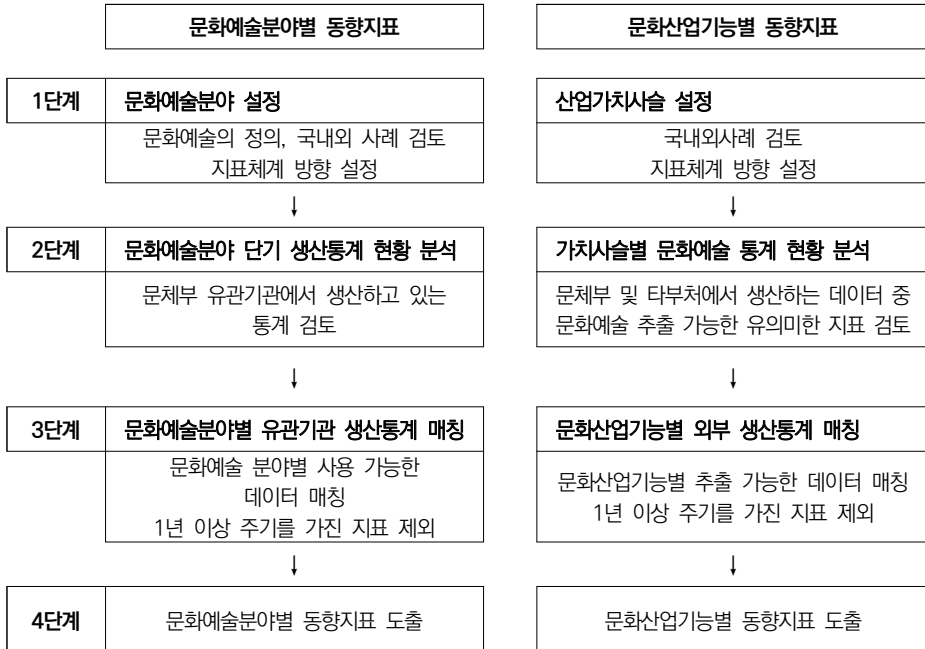 문화예술분야별 동향지표
문화산업기능별 동향지표
1단계
문화예술분야 설정
문화예술의 정의, 국내외 사례 검토
지표체계 방향 설정
산업가치사슬 설정
국내외사례 검토
지표체계 방향 설정
↓
↓
2단계
문화예술분야 단기 생산통계 현황 분석
문체부 유관기관에서 생산하고 있는
통계 검토
가치사슬별 문화예술 통계 현황 분석
문체부 및 타부처에서 생산하는 데이터 중
문화예술 추출 가능한 유의미한 지표 검토
↓
↓
3단계
문화예술분야별 유관기관 생산통계 매칭
문화예술 분야별 사용 가능한
데이터 매칭
1년 이상 주기를 가진 지표 제외
문화산업기능별 외부 생산통계 매칭
문화산업기능별 추출 가능한 데이터 매칭
1년 이상 주기를 가진 지표 제외
↓
↓
4단계
문화예술분야별 동향지표 도출
문화산업기능별 동향지표 도출